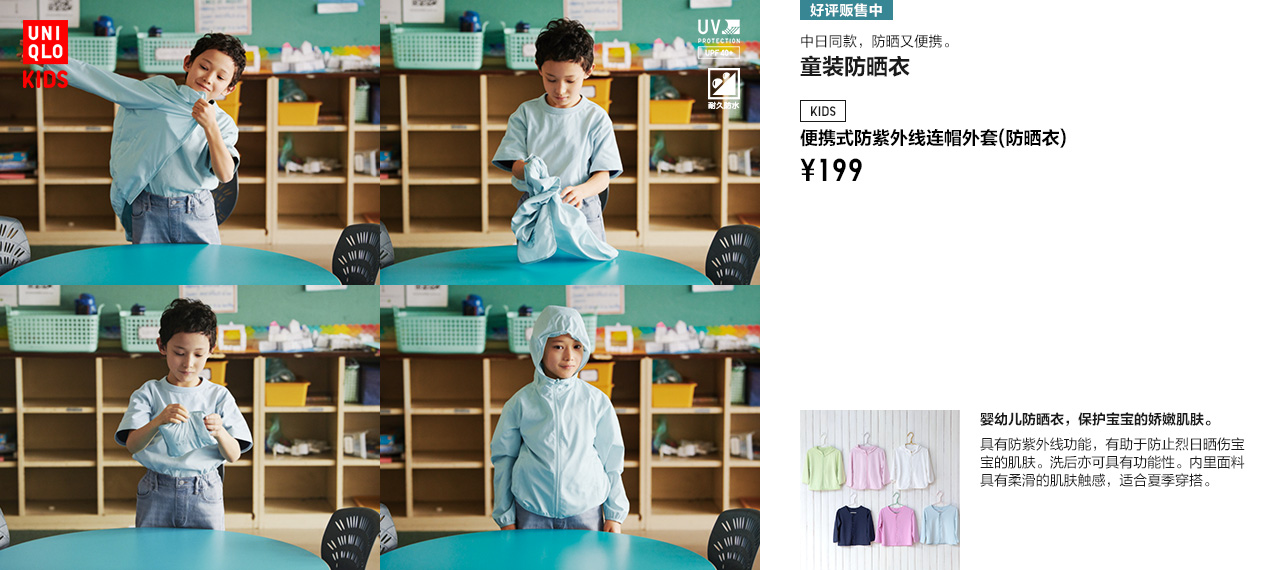 UNI
QLO
KIDS
UV
PROTECTION
UPF 40+
耐久防水
好评贩售中
中日同款，防晒又便携。
童装防晒衣
KIDS
便携式防紫外线连帽外套(防晒衣)
¥199
婴幼儿防晒衣，保护宝宝的娇嫩肌肤。
具有防紫外线功能，有助于防止烈日晒伤宝
宝的肌肤。洗后亦可具有功能性。内里面料
具有柔滑的肌肤触感，适合夏季穿搭。